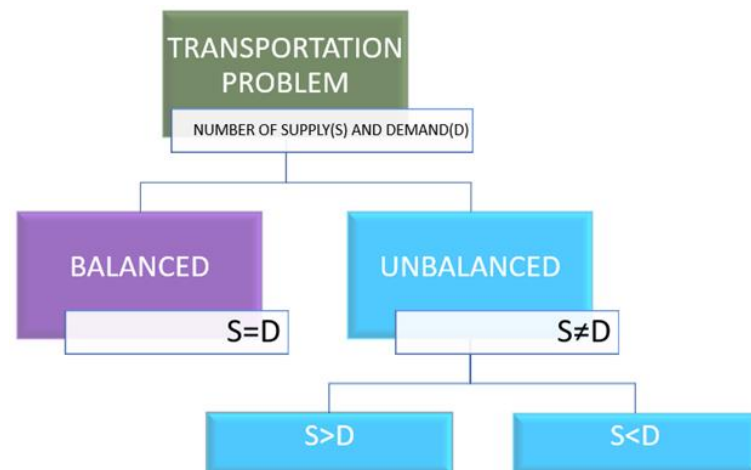 TRANSPORTATION
PROBLEM
NUMBER OF SUPPLY(S) AND DEMAND(D)
BALANCED
S=D
UNBALANCED
S≠D
S>D
S<D